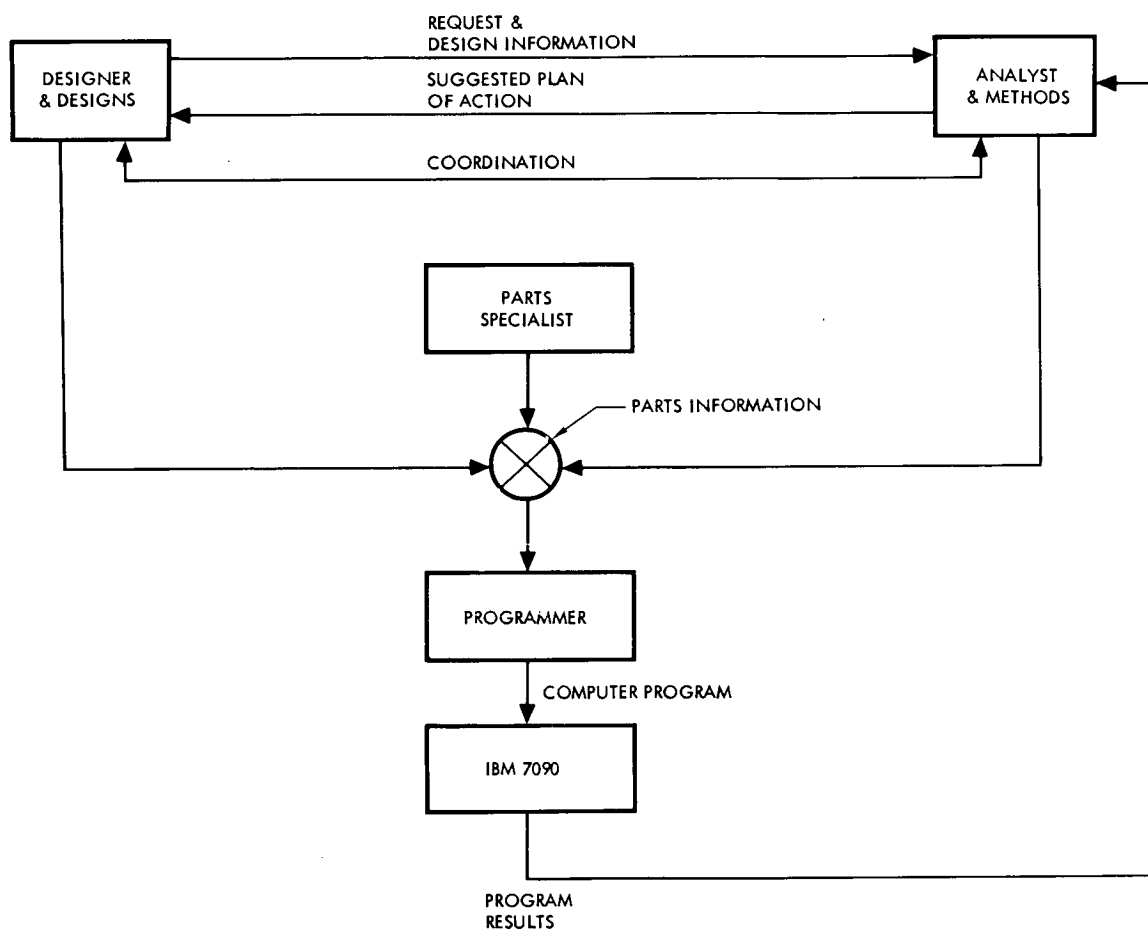 REQUEST &
DESIGN INFORMATION
DESIGNER
& DESIGNS
SUGGESTED PLAN
OF ACTION
ANALYST
& METHODS
COORDINATION
PARTS
SPECIALIST
PARTS INFORMATION
PROGRAMMER
COMPUTER PROGRAM
IBM 7090
PROGRAM
RESULTS